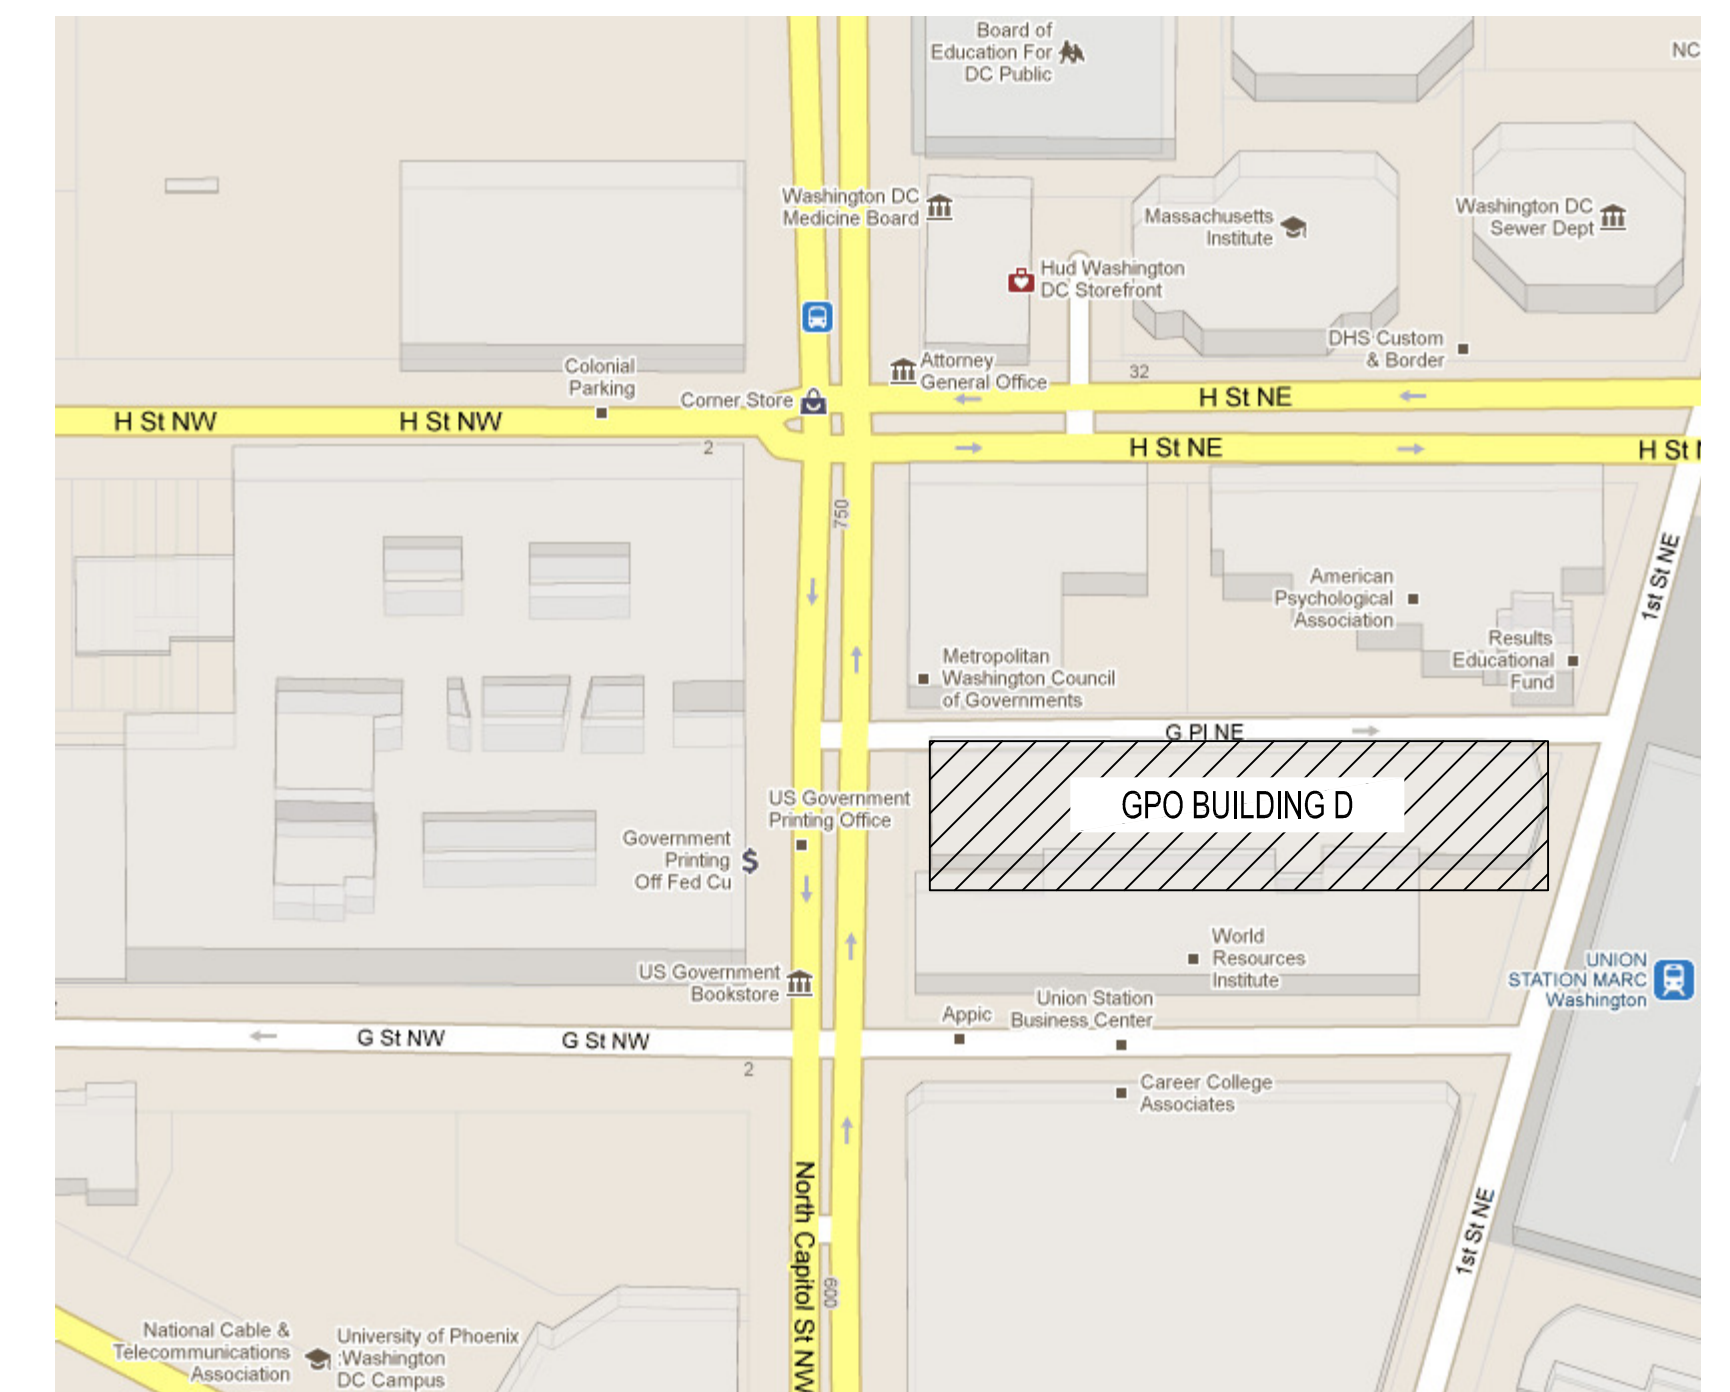 Board of
Education For
DC Public
NC
Washington DC
Medicine Board
Massachusetts
Institute
Washington DC
Sewer Dept
Hud Washington
DC Storefront
DHS Custom
& Border
Colonial
Parking
Attorney
General Office
32
Corner Store
H St NE
H St NW
H St NW
2
H St NE
H St N
750
1st St NE
American
Psychological
Association
Results
Educational
Fund
Metropolitan
Washington Council
of Governments
G Pl NE
US Government
Printing Office
GPO BUILDING D
Government
Printing
Off Fed Cu
World
Resources
Institute
UNION
STATION MARC
Washington
US Government
Bookstore
Union Station
Business Center
Appic
G St NW
G St NW
2
Career College
Associates
North Capitol St NW
600
1st St NE
National Cable &
Telecommunications
Association
University of Phoenix
:Washington
DC Campus